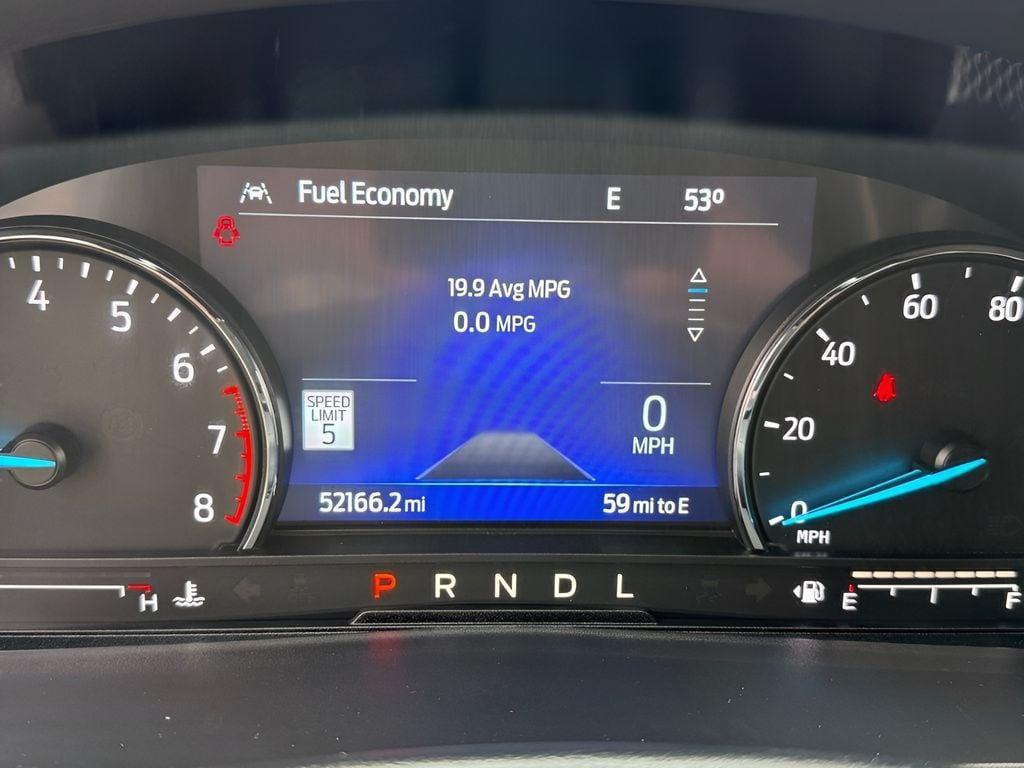 Fuel Economy E 53º
19.9 Avg MPG
0.0 MPG
4
5
6
7
8
SPEED
LIMIT
5
0
MPH
52166.2 mi
59 mi to E
0
20
40
60
80
MPH
H
P R N D L
E
F